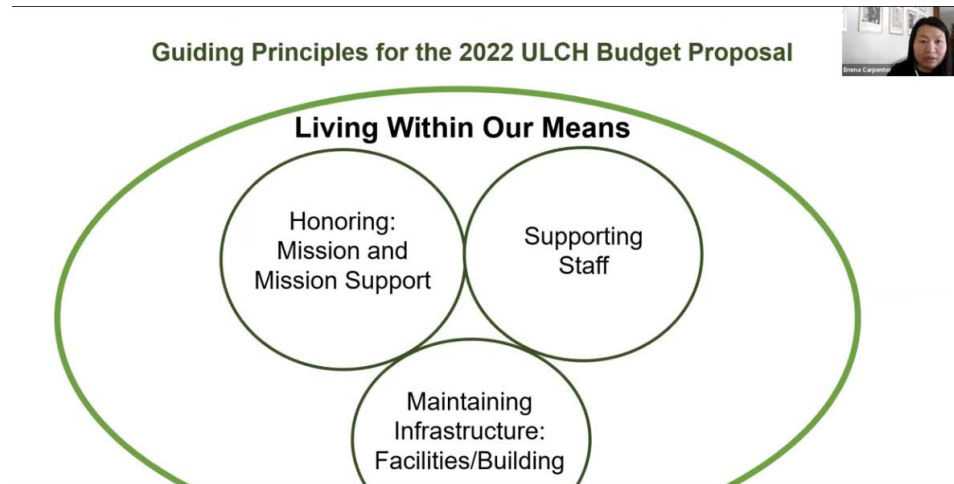 Guiding Principles for the 2022 ULCH Budget Proposal
Emma Carpenter
Living Within Our Means
Honoring:
Mission and
Mission Support
Supporting
Staff
Maintaining
Infrastructure:
Facilities/Building